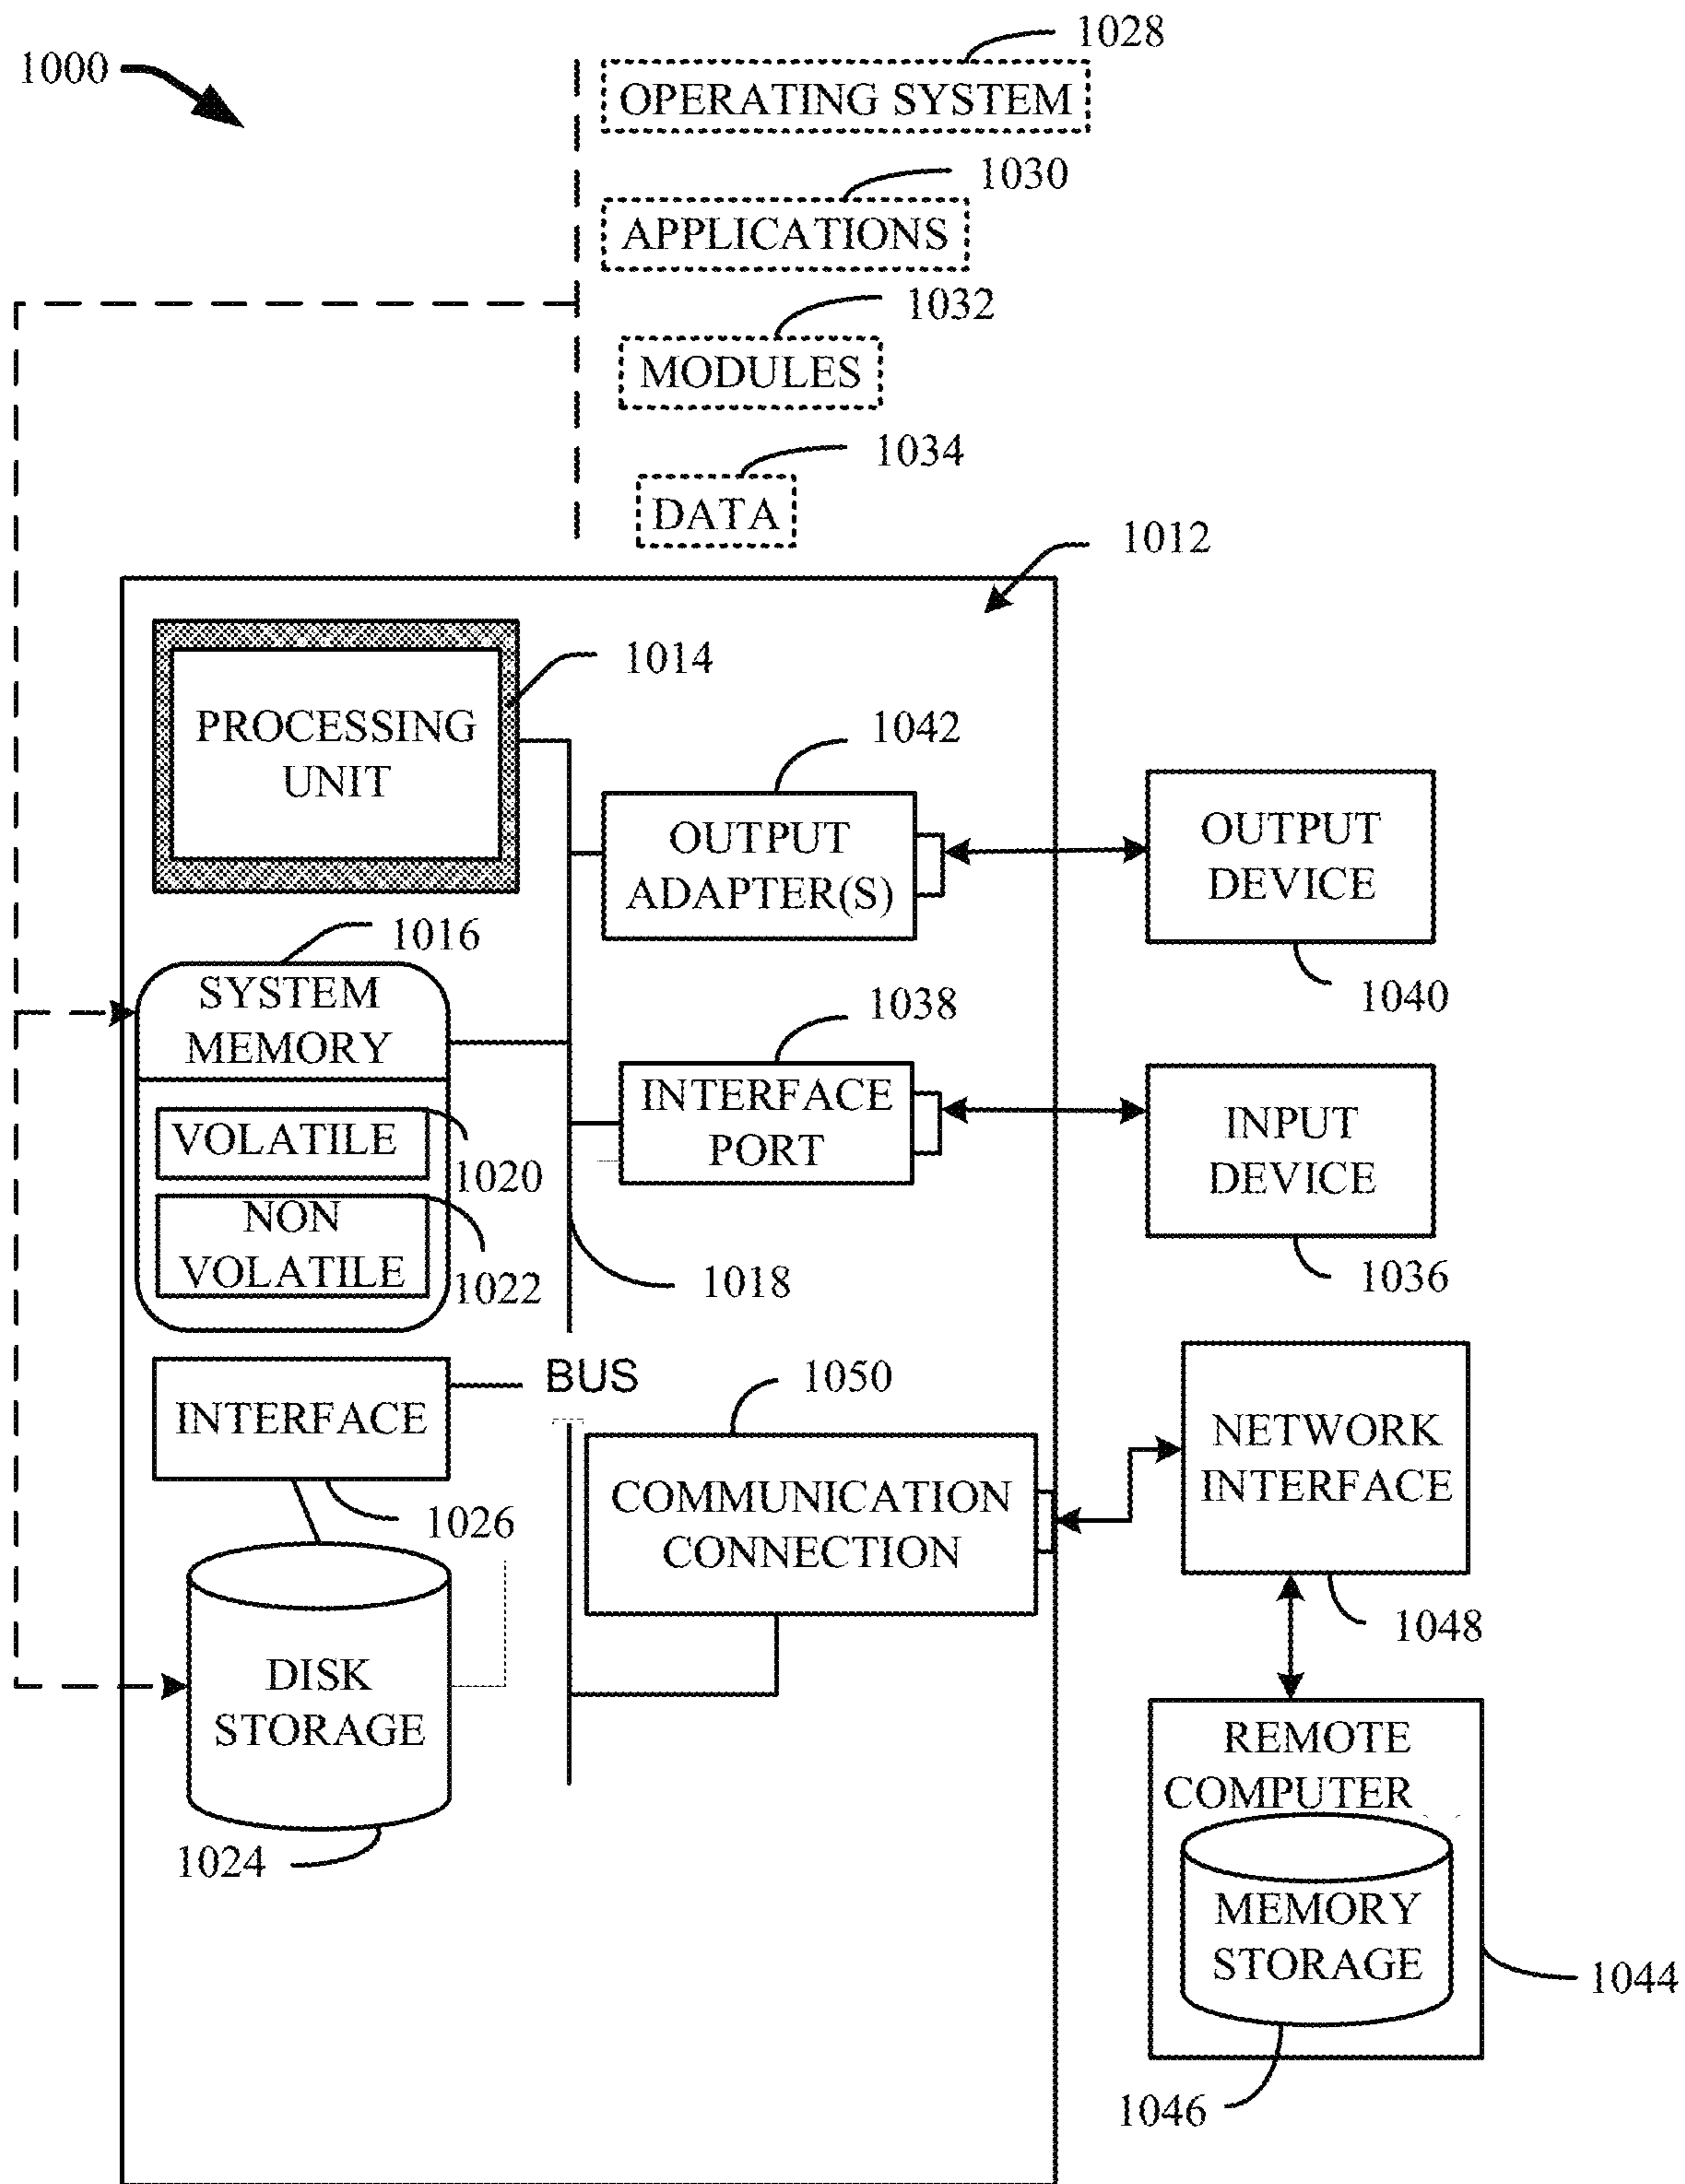 1000
1028
OPERATING SYSTEM
1030
APPLICATIONS
1032
MODULES
1034
DATA
1012
1014
PROCESSING
UNIT
1042
OUTPUT
ADAPTER(S)
OUTPUT
DEVICE
1040
1016
SYSTEM
MEMORY
VOLATILE
1020
NON
VOLATILE
1022
1038
INTERFACE
PORT
INPUT
DEVICE
1036
1018
BUS
INTERFACE
1026
1050
COMMUNICATION
CONNECTION
NETWORK
INTERFACE
1048
DISK
STORAGE
1024
REMOTE
COMPUTER
MEMORY
STORAGE
1044
1046